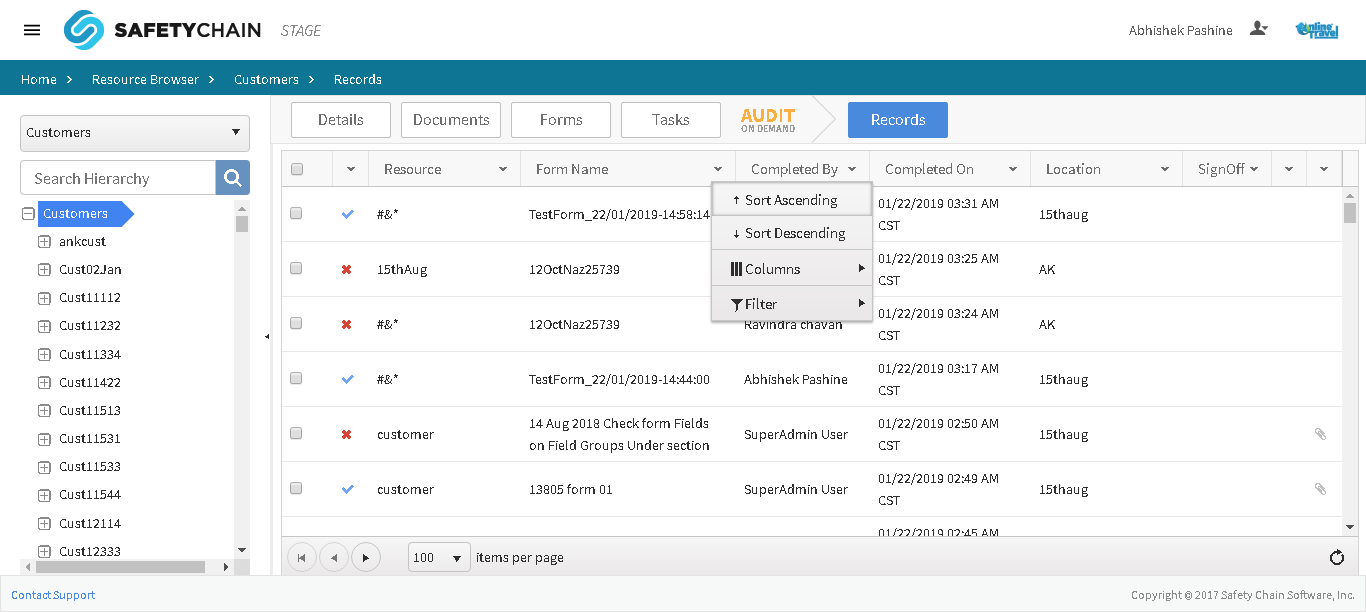 SAFETYCHAIN STAGE
Abhishek Pashine
Online Travel
Home Resource Browser Customers Records
Customers
Search Hierarchy
Customers
ankcust
Cust02Jan
Cust11112
Cust11232
Cust11334
Cust11422
Cust11513
Cust11531
Cust11533
Cust11544
Cust12114
Cust12333
Details Documents Forms Tasks AUDIT ON DEMAND Records
Resource Form Name Completed By Completed On Location SignOff
#&* TestForm_22/01/2019-14:58:14 01/22/2019 03:31 AM CST 15thaug
15thAug 12OctNaz25739 01/22/2019 03:25 AM CST AK
#&* 12OctNaz25739 Ravindra chavan 01/22/2019 03:24 AM CST AK
#&* TestForm_22/01/2019-14:44:00 Abhishek Pashine 01/22/2019 03:17 AM CST 15thaug
customer 14 Aug 2018 Check form Fields on Field Groups Under section SuperAdmin User 01/22/2019 02:50 AM CST 15thaug
customer 13805 form 01 SuperAdmin User 01/22/2019 02:49 AM CST 15thaug
01/22/2019 02:45 AM
Sort Ascending
Sort Descending
Columns
Filter
100 items per page
Contact Support
Copyright © 2017 Safety Chain Software, Inc.